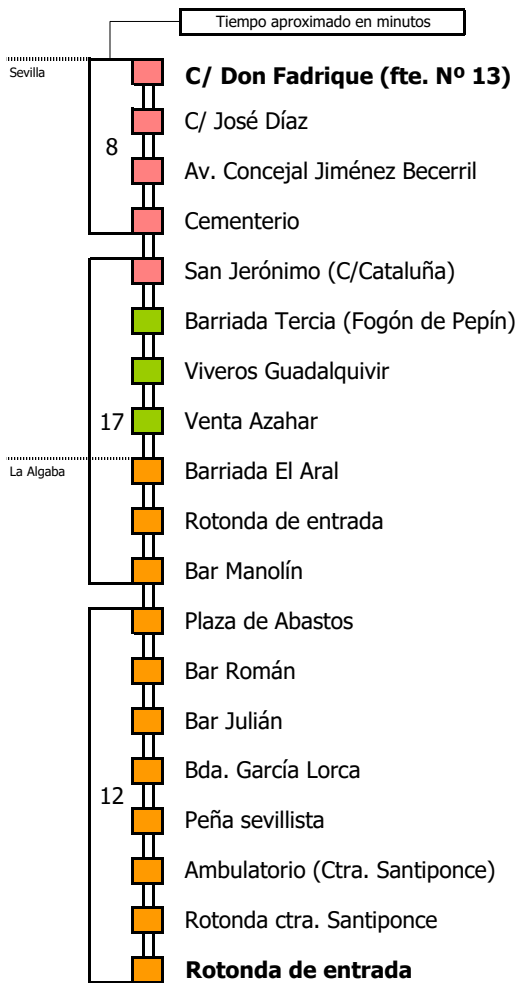 Tiempo aproximado en minutos
Sevilla
C/ Don Fadrique (fte. Nº 13)
C/ José Díaz
8
Av. Concejal Jiménez Becerril
Cementerio
San Jerónimo (C/Cataluña)
Barriada Tercia (Fogón de Pepín)
Viveros Guadalquivir
17
Venta Azahar
La Algaba
Barriada El Aral
Rotonda de entrada
Bar Manolín
Plaza de Abastos
Bar Román
Bar Julián
Bda. García Lorca
12
Peña sevillista
Ambulatorio (Ctra. Santiponce)
Rotonda ctra. Santiponce
Rotonda de entrada